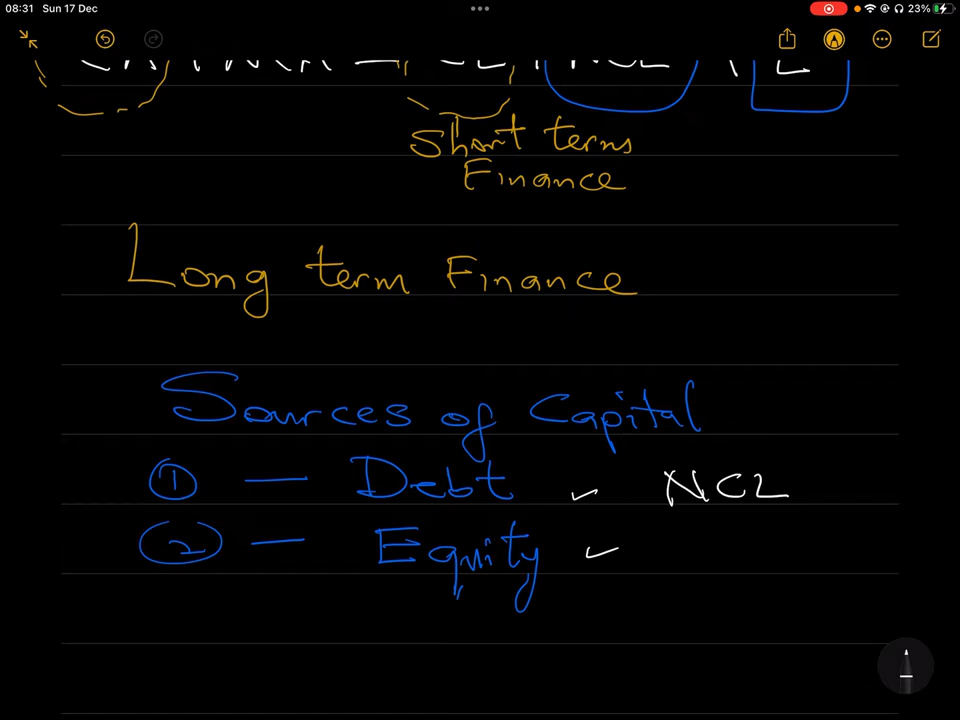 08:31 Sun 17 Dec 23%
Short terms
Finance
Long term Finance
Sources of Capital
① — Debt ✓ NCL
② — Equity ✓